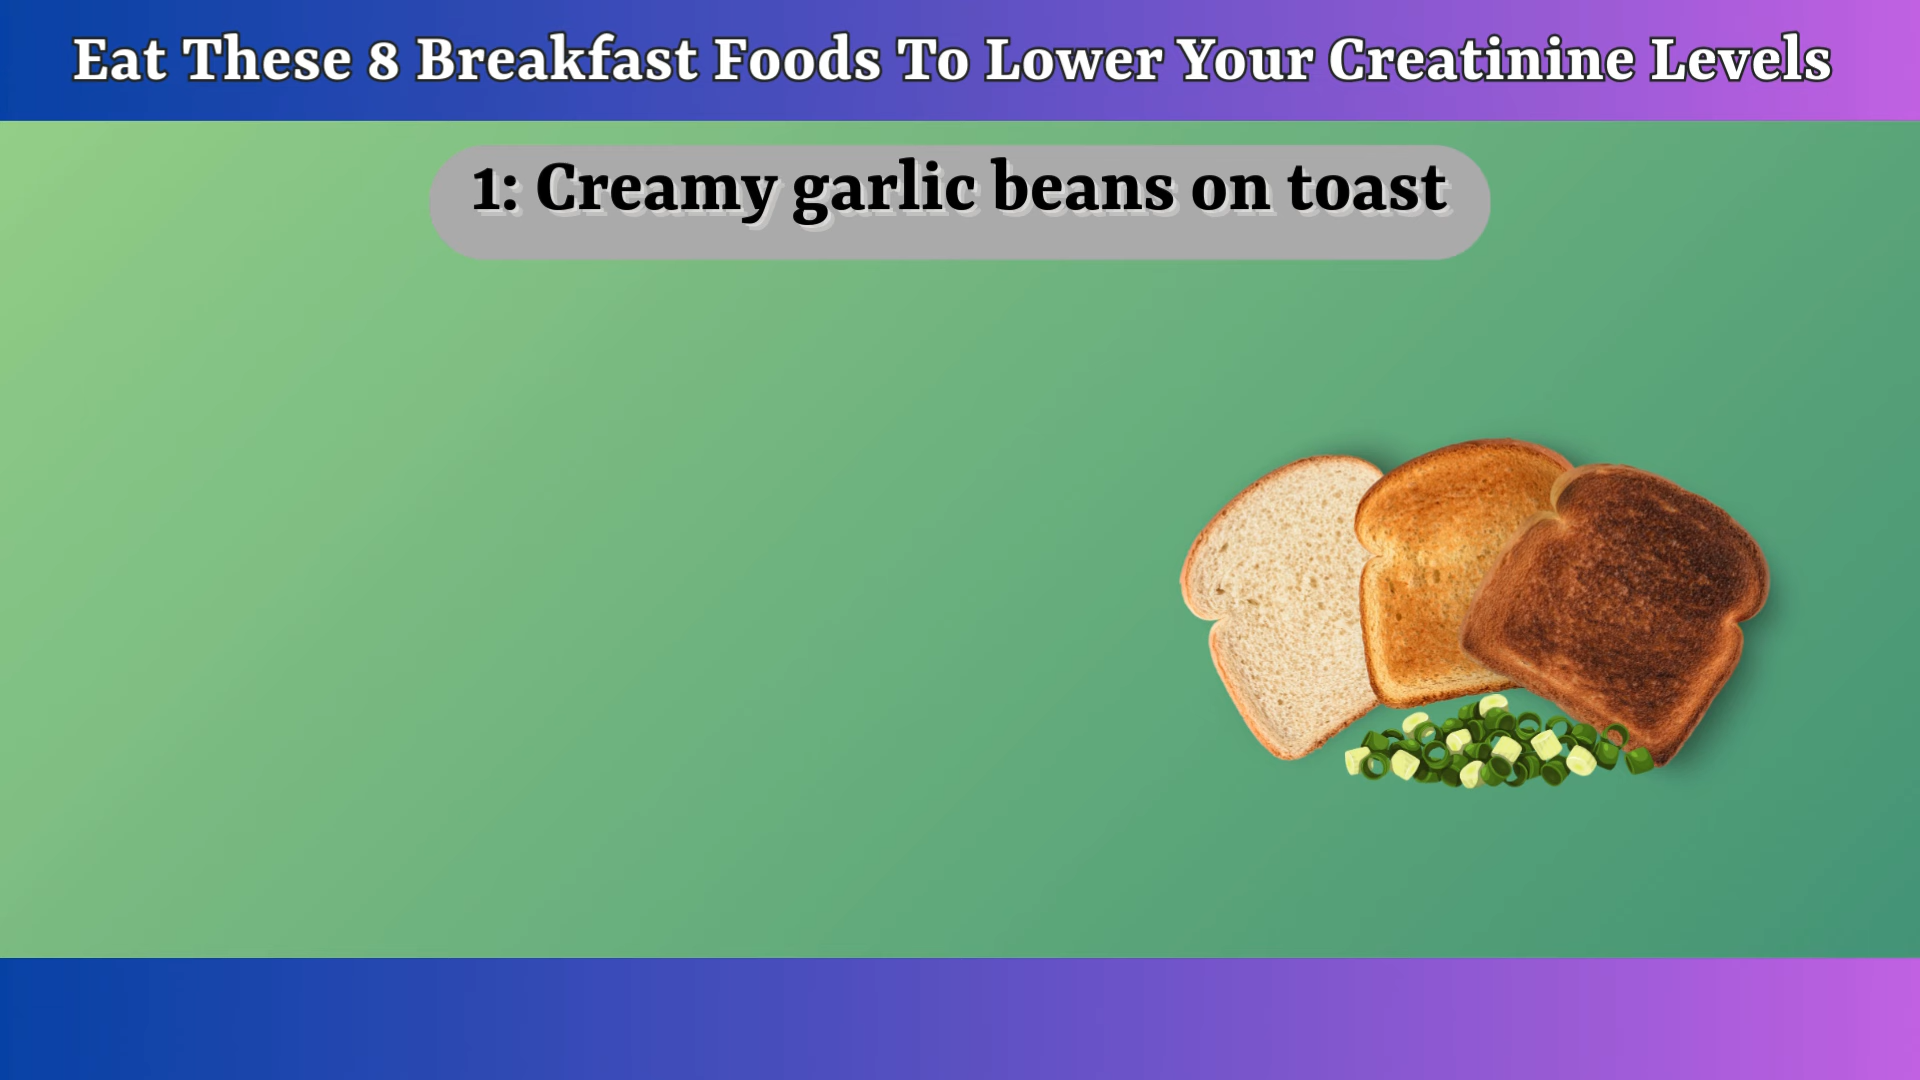 Eat These 8 Breakfast Foods To Lower Your Creatinine Levels
1: Creamy garlic beans on toast